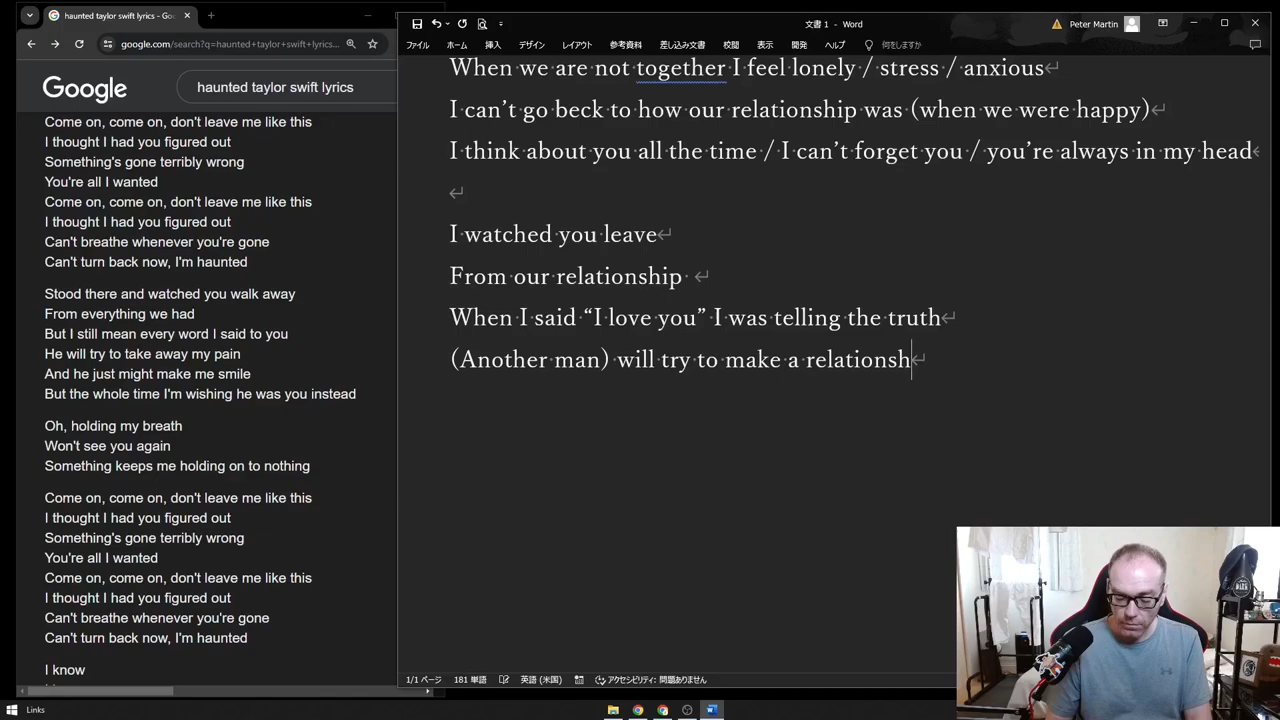 haunted taylor swift lyrics - Goo
google.com/search?q=haunted+taylor+swift+lyrics...
Google
haunted taylor swift lyrics
Come on, come on, don't leave me like this
I thought I had you figured out
Something's gone terribly wrong
You're all I wanted
Come on, come on, don't leave me like this
I thought I had you figured out
Can't breathe whenever you're gone
Can't turn back now, I'm haunted
Stood there and watched you walk away
From everything we had
But I still mean every word I said to you
He will try to take away my pain
And he just might make me smile
But the whole time I'm wishing he was you instead
Oh, holding my breath
Won't see you again
Something keeps me holding on to nothing
Come on, come on, don't leave me like this
I thought I had you figured out
Something's gone terribly wrong
You're all I wanted
Come on, come on, don't leave me like this
I thought I had you figured out
Can't breathe whenever you're gone
Can't turn back now, I'm haunted
I know
文書 1 - Word
Peter Martin
ファイル ホーム 挿入 デザイン レイアウト 参考資料 差し込み文書 校閲 表示 開発 ヘルプ 何をしますか
When we are not together I feel lonely / stress / anxious
I can't go beck to how our relationship was (when we were happy)
I think about you all the time / I can't forget you / you're always in my head
I watched you leave
From our relationship
When I said “I love you” I was telling the truth
(Another man) will try to make a relationsh
1/1 ページ 181 単語 英語 (米国) アクセシビリティ: 問題ありません
Links